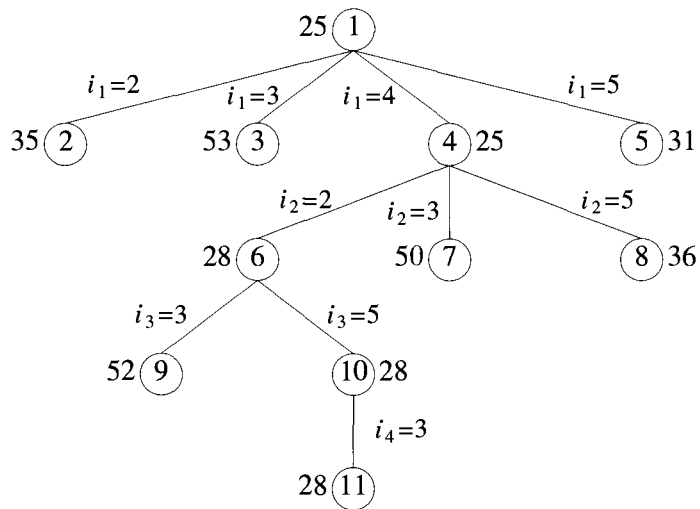 25 1
i₁=2 i₁=3 i₁=4 i₁=5
35 2 53 3 4 25 5 31
i₂=2 i₂=3 i₂=5
28 6 50 7 8 36
i₃=3 i₃=5
52 9 10 28
i₄=3
28 11